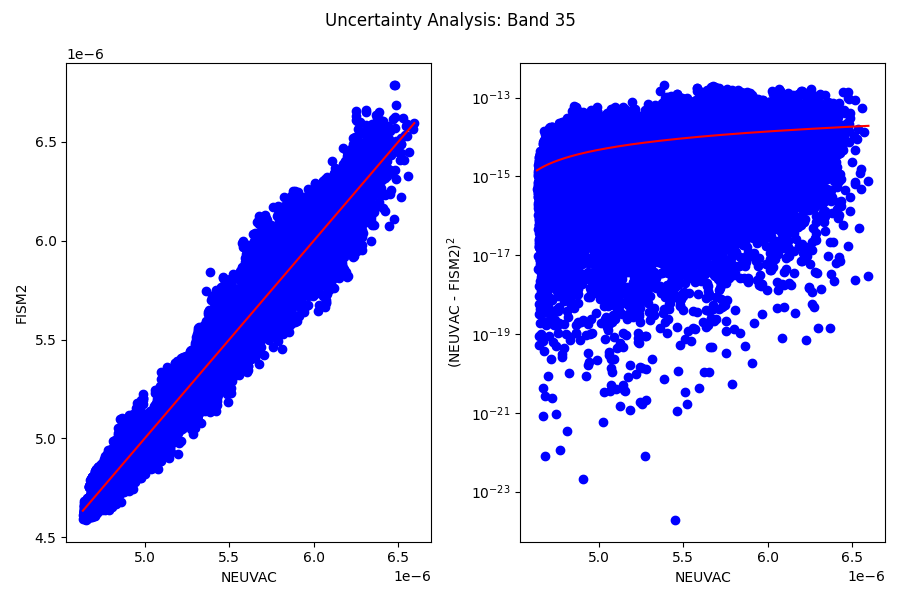 Uncertainty Analysis: Band 35
1e−6
6.5
6.0
5.5
5.0
4.5
5.0 5.5 6.0 6.5
1e−6
NEUVAC
FISM2
10^{−13}
10^{−15}
10^{−17}
10^{−19}
10^{−21}
10^{−23}
5.0 5.5 6.0 6.5
1e−6
NEUVAC
(NEUVAC - FISM2)^2